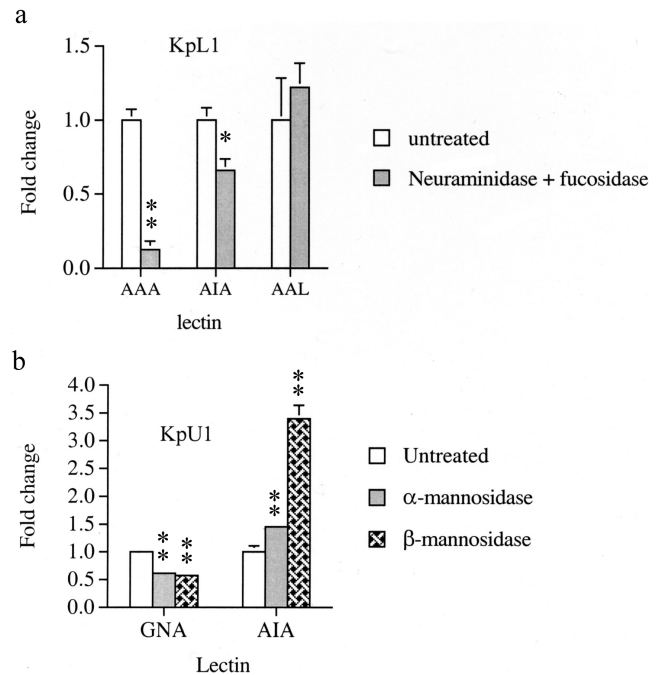 a
KpL1
Fold change
1.5
1.0
0.5
0.0
*
*
*
AAA AIA AAL
lectin
untreated
Neuraminidase + fucosidase
b
KpU1
Fold change
4.0
3.5
3.0
2.5
2.0
1.5
1.0
0.5
0.0
*
*
*
*
*
*
*
*
GNA AIA
Lectin
Untreated
α-mannosidase
β-mannosidase